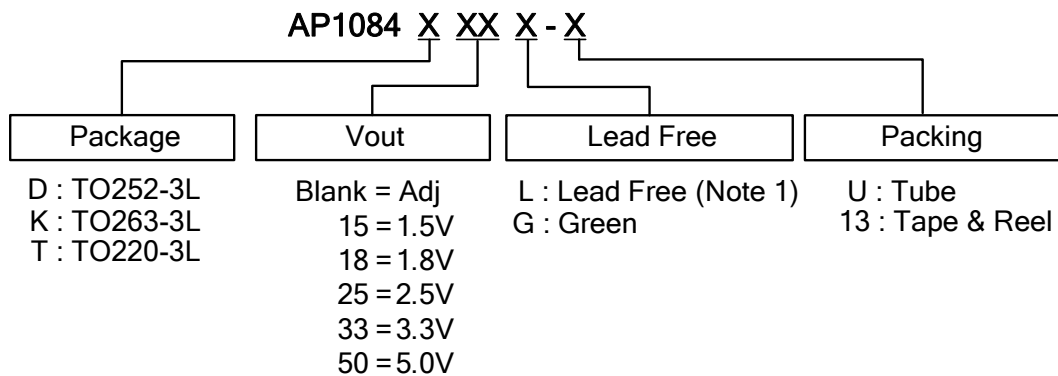 AP1084 X XX X - X
Package
Vout
Lead Free
Packing
D : TO252-3L
K : TO263-3L
T : TO220-3L
Blank = Adj
15 = 1.5V
18 = 1.8V
25 = 2.5V
33 = 3.3V
50 = 5.0V
L : Lead Free (Note 1)
G : Green
U : Tube
13 : Tape & Reel